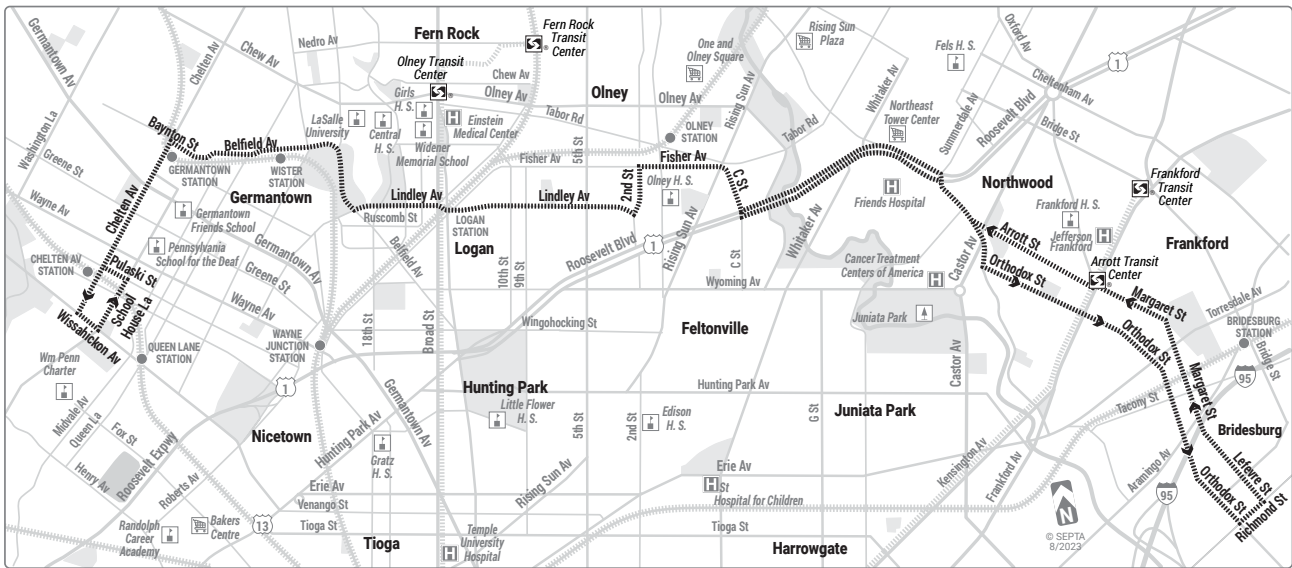 Germantown Av
Chew Av
Chelten Av
Nedro Av
Fern Rock
Fern Rock
Transit
Center
Olney Transit
Center
Chew Av
Olney Av
Olney
Girls
H. S.
LaSalle
University
Central
H. S.
Widener
Memorial School
Einstein
Medical Center
Tabor Rd
Fisher Av
5th St
One and
Olney Square
Olney Av
OLNEY
STATION
Rising Sun Av
Rising Sun
Plaza
Tabor Rd
Whitaker Av
Northeast
Tower Center
Fels H. S.
Oxford Av
Cheltenham Av
1
Summerdale Av
Roosevelt Blvd
Bridge St
Washington La
Baynton St
Belfield Av
GERMANTOWN
STATION
WISTER
STATION
Greene St
Wayne Av
Chelten Av
Germantown
Germantown
Friends School
Pennsylvania
School for the Deaf
Germantown Av
Greene St
Wayne Av
CHELTEN AV
STATION
Pulaski St
School
House La
Wissahickon Av
QUEEN LANE
STATION
WAYNE
JUNCTION
STATION
Lindley Av
Ruscomb St
Belfield Av
LOGAN
STATION
Logan
Lindley Av
2nd St
Fisher Av
Olney H. S.
C St
10th St
9th St
Roosevelt Blvd
1
Rising Sun Av
C St
Whitaker Av
Wyoming Av
Friends Hospital
Northwood
Frankford
Transit
Center
Frankford H. S.
Jefferson
Frankford
Frankford
Arrott St
Arrott Transit
Center
Cancer Treatment
Centers of America
Castor Av
Orthodox St
Margaret St
Torresdale Av
BRIDESBURG
STATION
Bridge St
Juniata Park
Feltonville
Wingohocking St
18th St
Broad St
Wm Penn
Charter
Midvale Av
Queen La
Fox St
Henry Av
Roosevelt Expwy
1
Nicetown
Roberts Av
Hunting Park Av
Germantown Av
Hunting Park
Little Flower
H. S.
Hunting Park Av
5th St
2nd St
Edison
H. S.
G St
Juniata Park
Castor Av
Orthodox St
Margaret St
95
Tacony St
Bridesburg
Lefevre St
Orthodox St
Richmond St
Aramingo Av
95
Kensington Av
Frankford Av
Gratz
H. S.
Erie Av
Venango St
Tioga St
13
Randolph
Career
Academy
Bakers
Centre
Tioga
Temple
University
Hospital
Rising Sun Av
Erie Av
St
Hospital for Children
Tioga St
Harrowgate
N
© SEPTA
8/2023